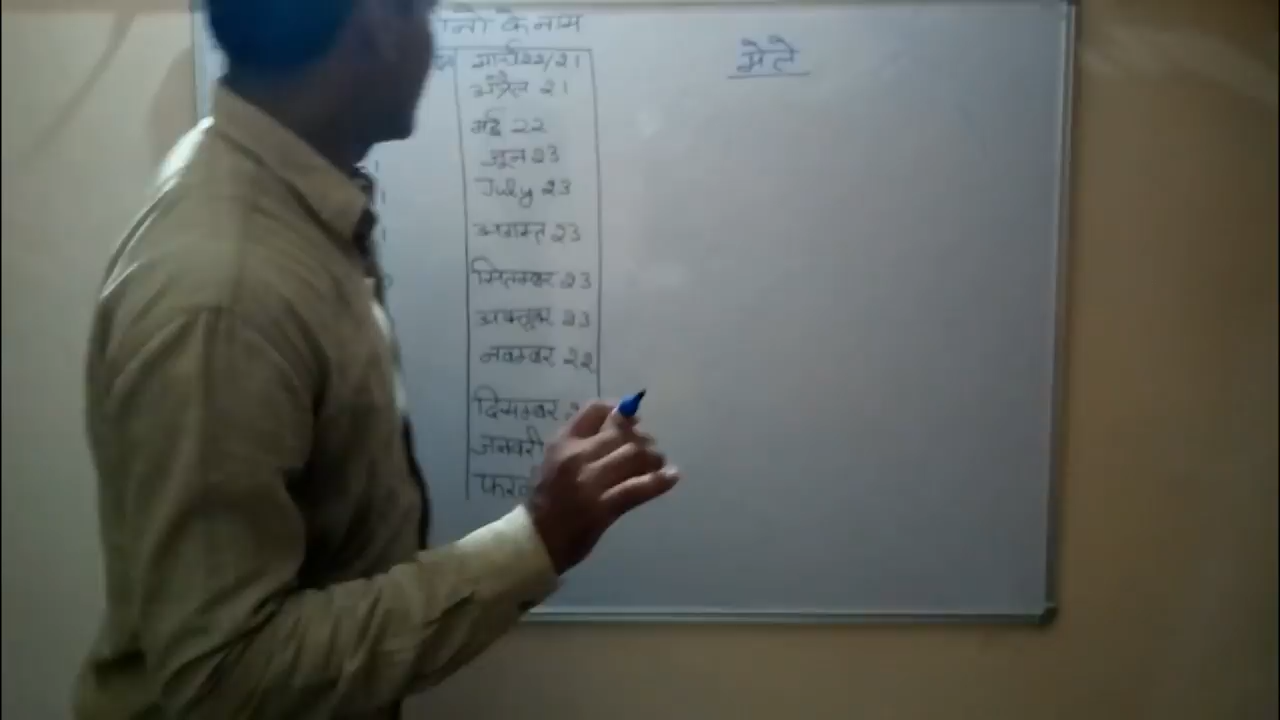 के नाम
मार्च 22/21
अप्रैल 21
मई 22
जून 23
July 23
अगस्त 23
सितम्बर 23
अक्तूबर 23
नवम्बर 22
दिसम्बर
जनवरी
मेते